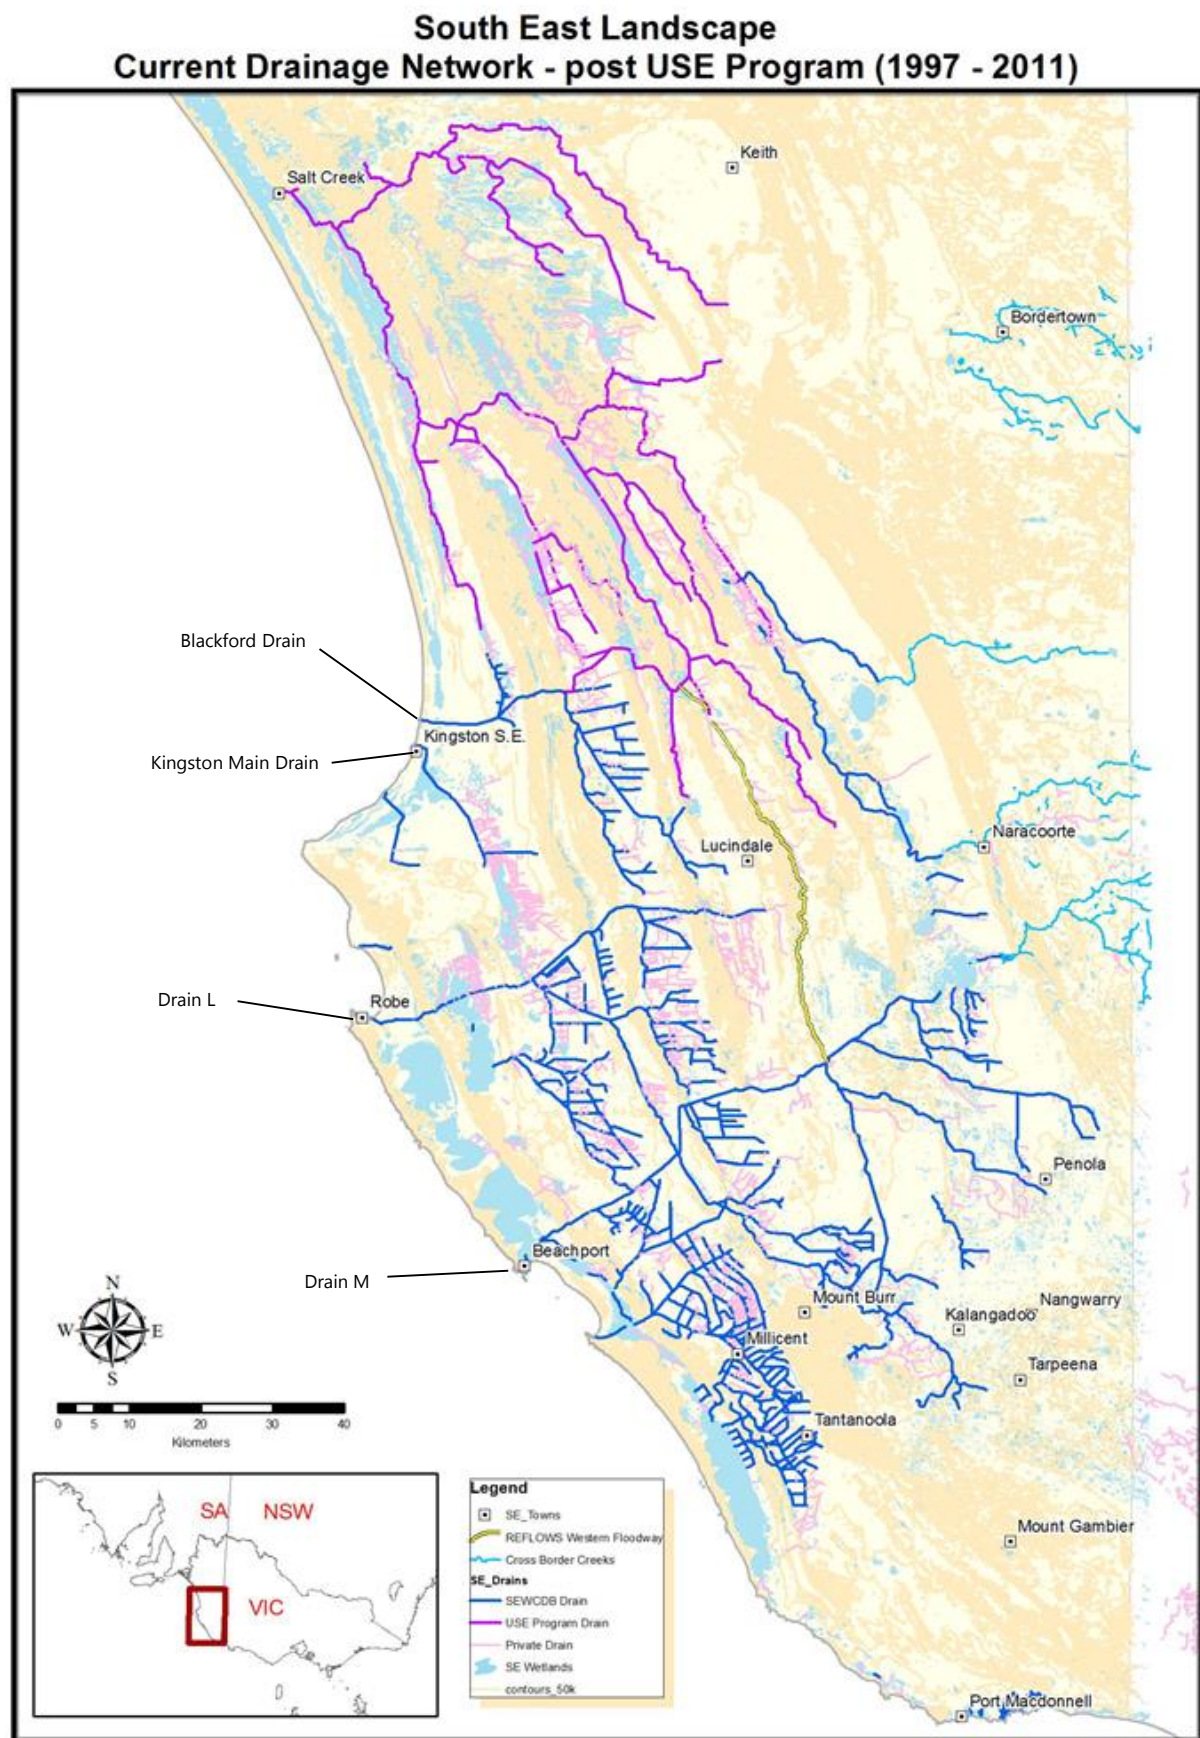 South East Landscape
Current Drainage Network - post USE Program (1997 - 2011)
Keith
Salt Creek
Bordertown
Blackford Drain
Kingston S.E.
Kingston Main Drain
Naracoorte
Lucindale
Drain L
Robe
Penola
Beachport
Drain M
Mount Burr
Nangwarry
Kalangadoo
Millicent
Tarpeena
Tantanoola
Mount Gambier
Port Macdonnell
N
W E
S
0 5 10 20 30 40
Kilometers
SA NSW
VIC
Legend
SE_Towns
REFLOWS Western Floodway
Cross Border Creeks
SE_Drains
SEWCDB Drain
USE Program Drain
Private Drain
SE Wetlands
contours_50k